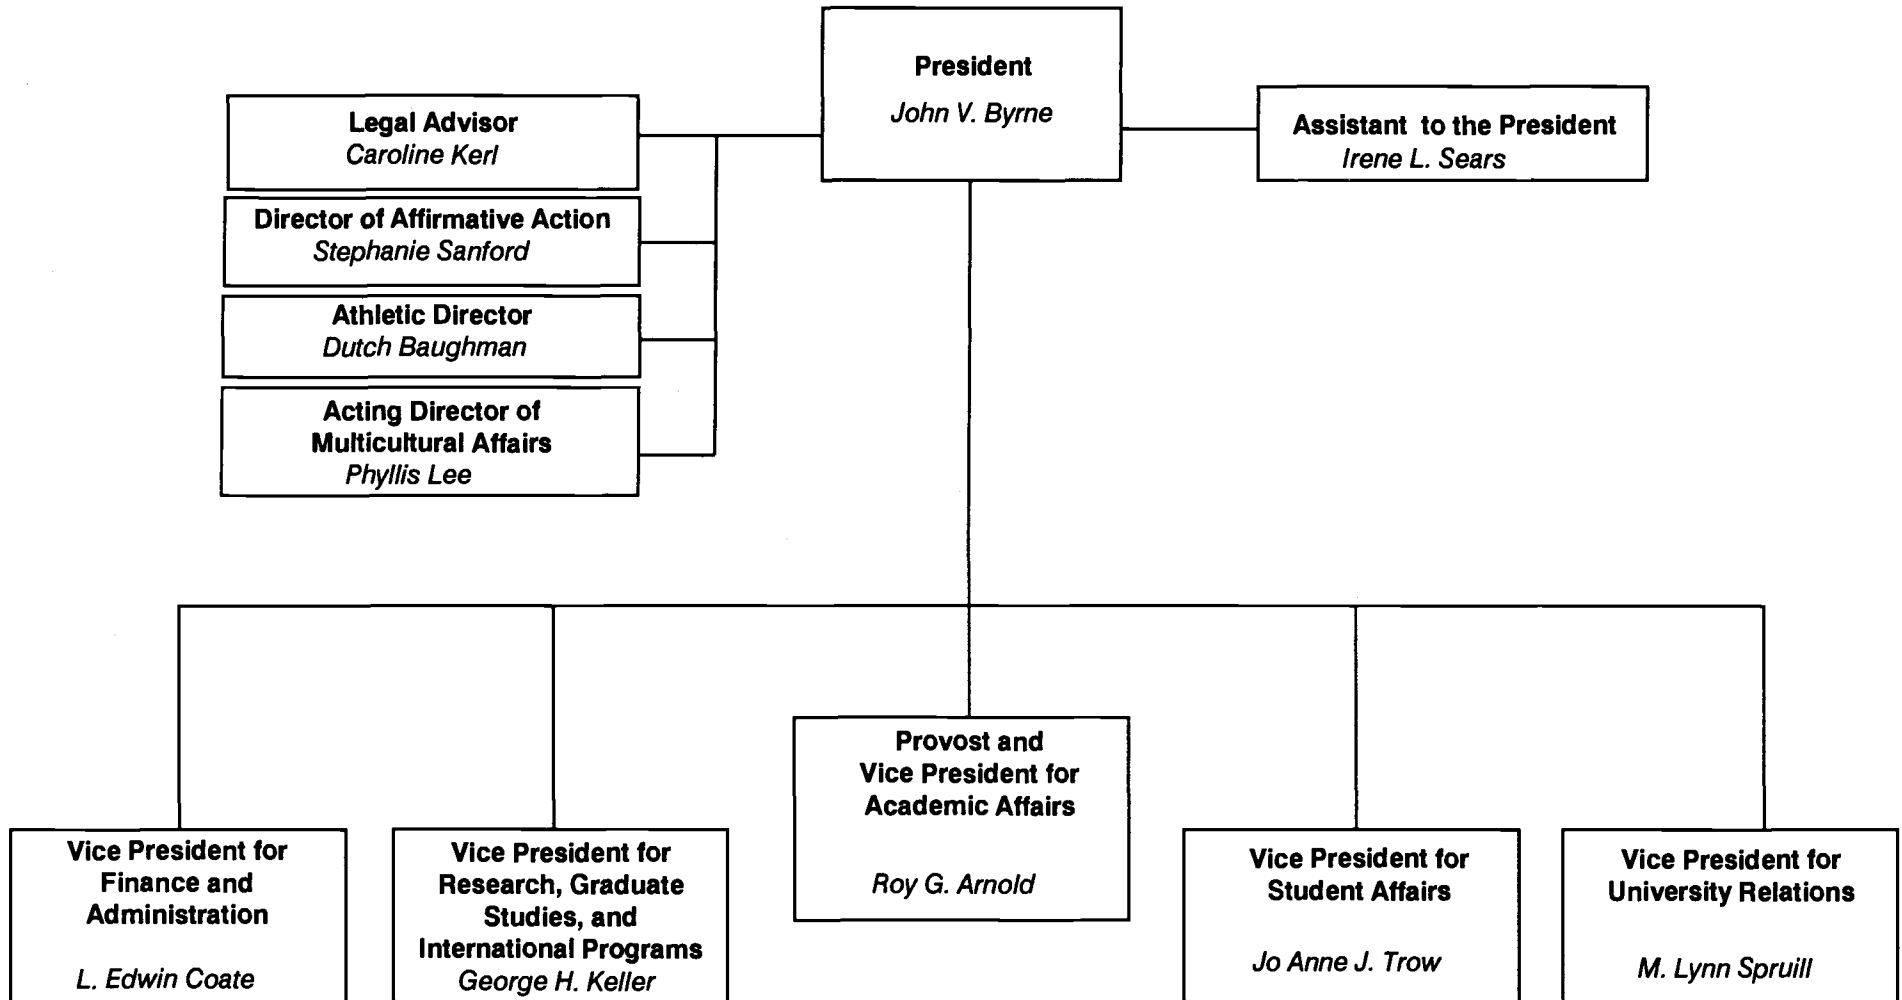 President
John V. Byrne
Legal Advisor
Caroline Kerl
Assistant to the President
Irene L. Sears
Director of Affirmative Action
Stephanie Sanford
Athletic Director
Dutch Baughman
Acting Director of
Multicultural Affairs
Phyllis Lee
Vice President for
Finance and
Administration
L. Edwin Coate
Vice President for
Research, Graduate
Studies, and
International Programs
George H. Keller
Provost and
Vice President for
Academic Affairs
Roy G. Arnold
Vice President for
Student Affairs
Jo Anne J. Trow
Vice President for
University Relations
M. Lynn Spruill